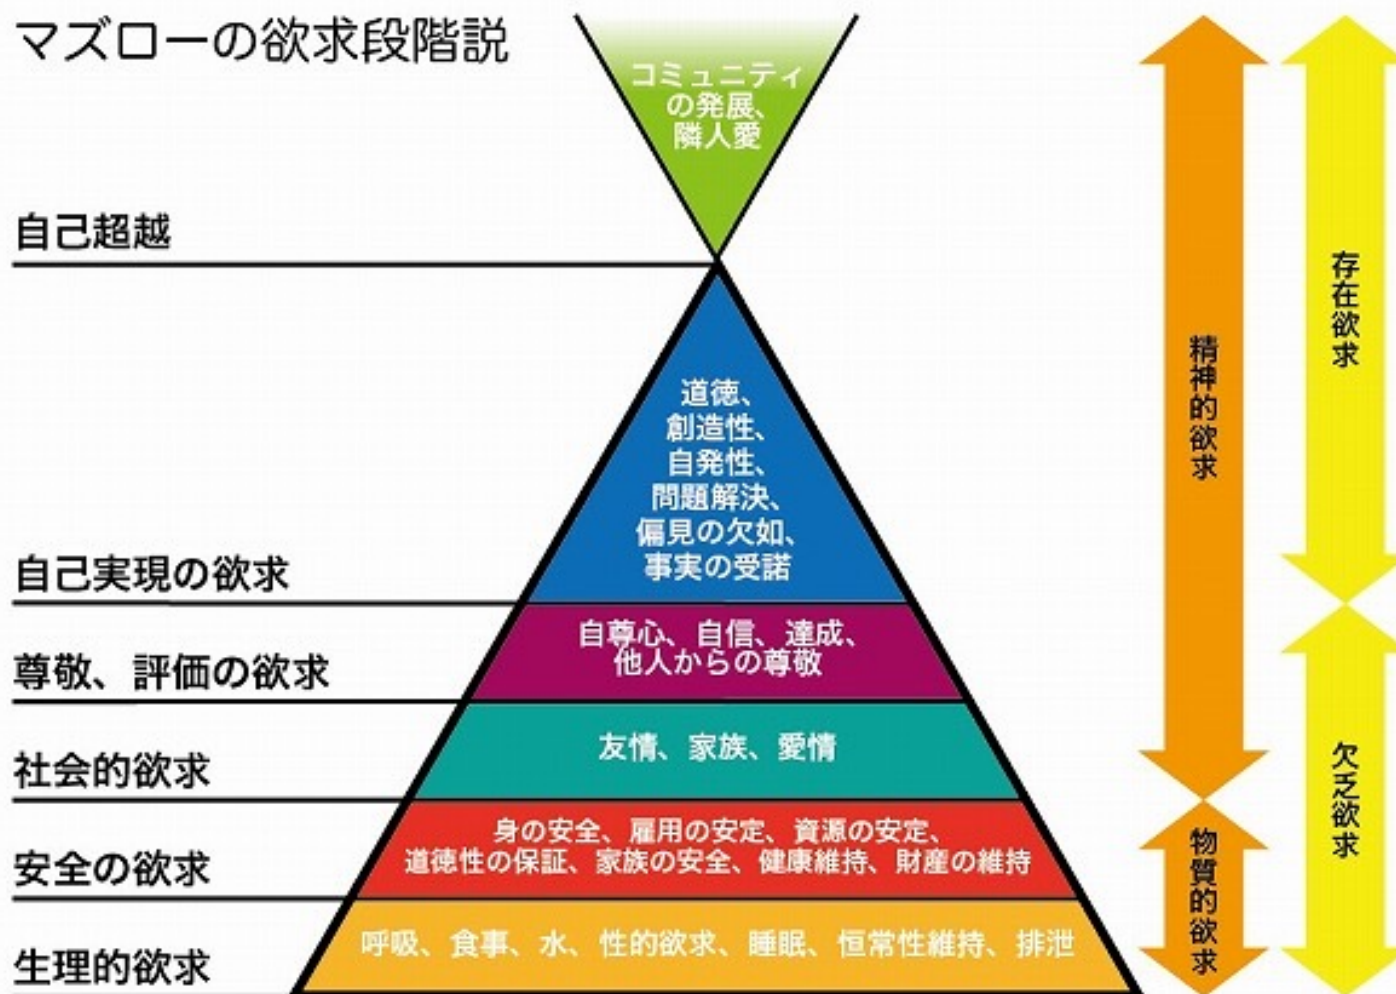 マズローの欲求段階説
コミュニティ
の発展、
隣人愛
自己超越
道徳、
創造性、
自発性、
問題解決、
偏見の欠如、
事実の受諾
自己実現の欲求
自尊心、自信、達成、
他人からの尊敬
尊敬、評価の欲求
友情、家族、愛情
社会的欲求
身の安全、雇用の安定、資源の安定、
道徳性の保証、家族の安全、健康維持、財産の維持
安全の欲求
呼吸、食事、水、性的欲求、睡眠、恒常性維持、排泄
生理的欲求
精神的欲求
物質的欲求
存在欲求
欠乏欲求